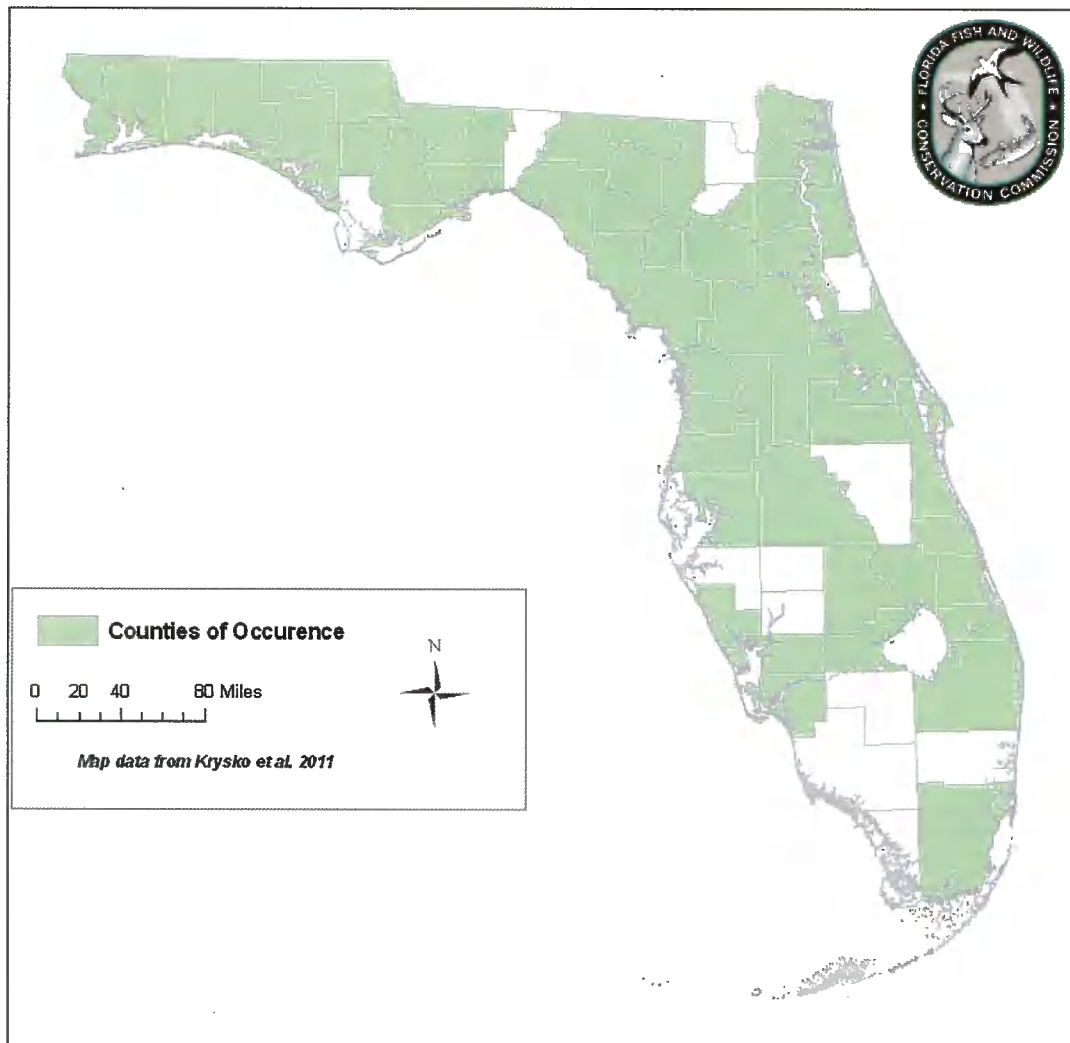 FLORIDA FISH AND WILDLIFE
CONSERVATION COMMISSION
Counties of Occurence
N
0 20 40 80 Miles
Map data from Krysko et al. 2011